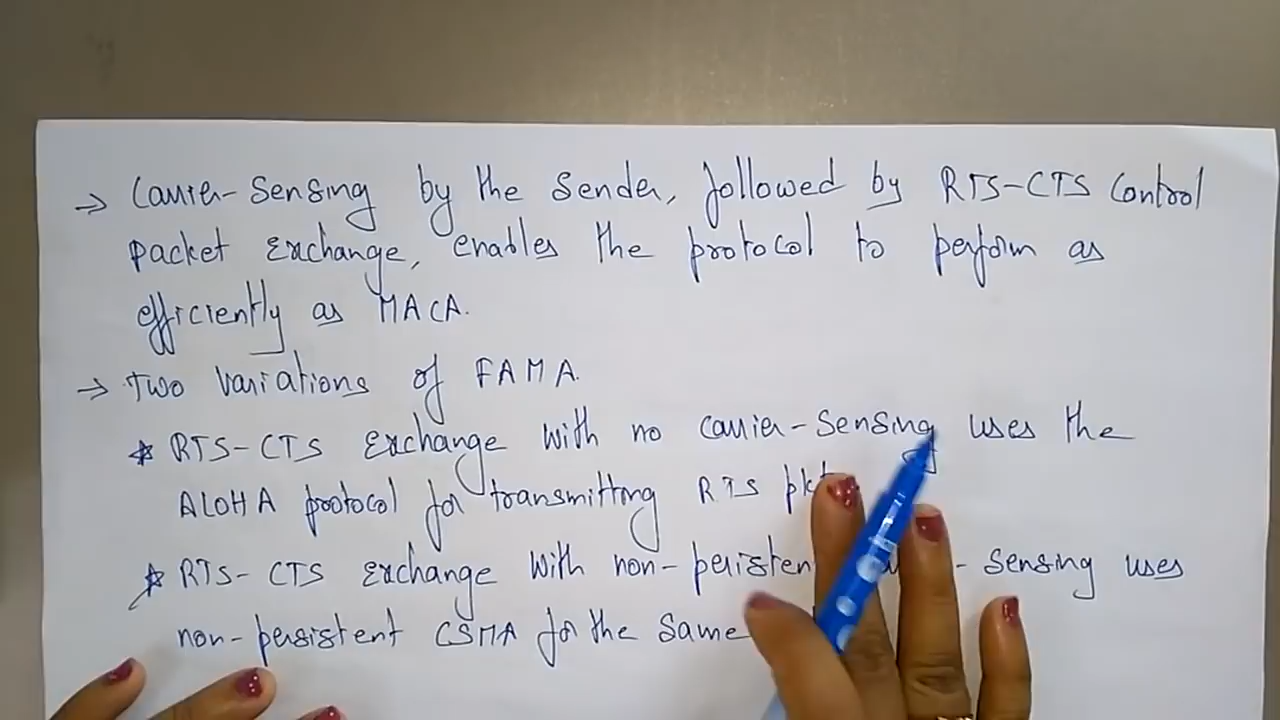 → Carrier-Sensing by the Sender, followed by RTS-CTS Control
packet Exchange, enables the protocol to perform as
efficiently as MACA.
→ Two Variations of FAMA.
* RTS-CTS Exchange with no carrier-Sensing uses the
ALOHA protocol for transmitting RTS pkt
* RTS-CTS Exchange with non-persisten - Sensing uses
non-persistent CSMA for the Same